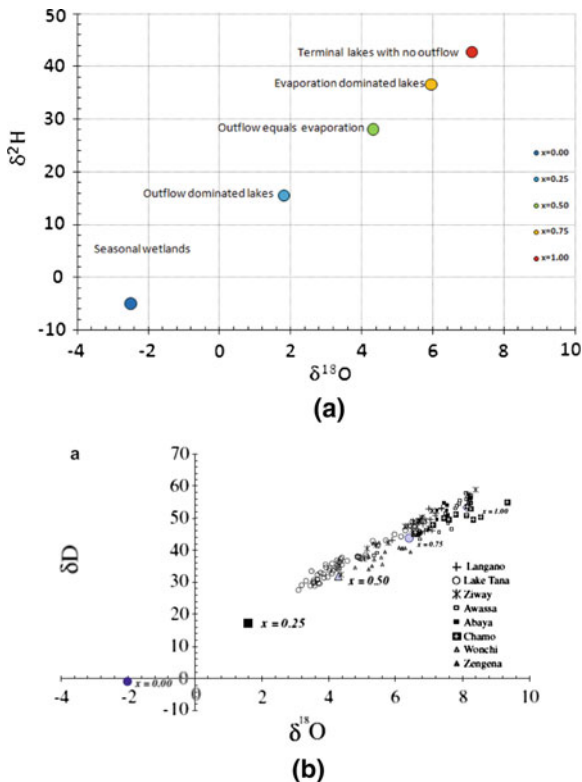 50
40
30
20
10
0
-10
δ²H
Terminal lakes with no outflow
Evaporation dominated lakes
Outflow equals evaporation
Outflow dominated lakes
Seasonal wetlands
x=0.00
x=0.25
x=0.50
x=0.75
x=1.00
-4 -2 0 2 4 6 8 10
δ¹⁸O
(a)
a
70
60
50
40
30
20
10
0
-10
δD
x = 1.00
x = 0.75
x = 0.50
x = 0.25
x = 0.00
Langano
Lake Tana
Ziway
Awassa
Abaya
Chamo
Wonchi
Zengena
-4 -2 0 2 4 6 8 10
δ¹⁸O
(b)